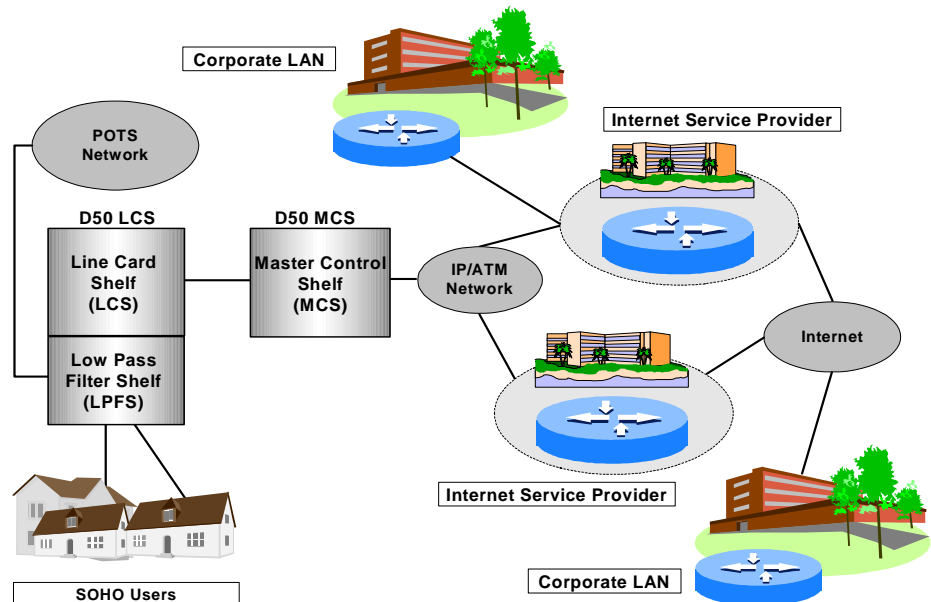 Corporate LAN
Internet Service Provider
POTS
Network
D50 LCS
D50 MCS
Line Card
Shelf
(LCS)
Master Control
Shelf
(MCS)
IP/ATM
Network
Low Pass
Filter Shelf
(LPFS)
Internet
Internet Service Provider
Corporate LAN
SOHO Users